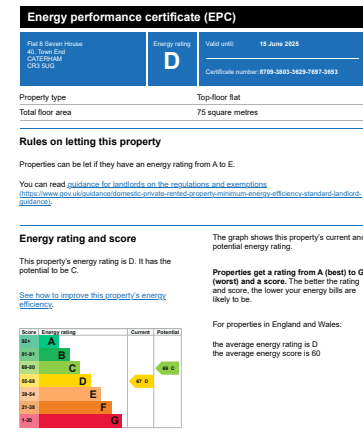 Energy performance certificate (EPC)
Flat 8 Seven House
40, Town End
CATERHAM
CR3 5UG
Energy rating
D
Valid until: 15 June 2025
Certificate number: 8709-3803-3629-7697-3653
Property type Top-floor flat
Total floor area 75 square metres
Rules on letting this property
Properties can be let if they have an energy rating from A to E.
You can read guidance for landlords on the regulations and exemptions
(https://www.gov.uk/guidance/domestic-private-rented-property-minimum-energy-efficiency-standard-landlord-
guidance).
Energy rating and score
This property's energy rating is D. It has the
potential to be C.
See how to improve this property's energy
efficiency.
Score Energy rating Current Potential
92+ A
81-91 B
69-80 C 69 C
55-68 D 67 D
39-54 E
21-38 F
1-20 G
The graph shows this property's current and
potential energy rating.
Properties get a rating from A (best) to G
(worst) and a score. The better the rating
and score, the lower your energy bills are
likely to be.
For properties in England and Wales:
the average energy rating is D
the average energy score is 60